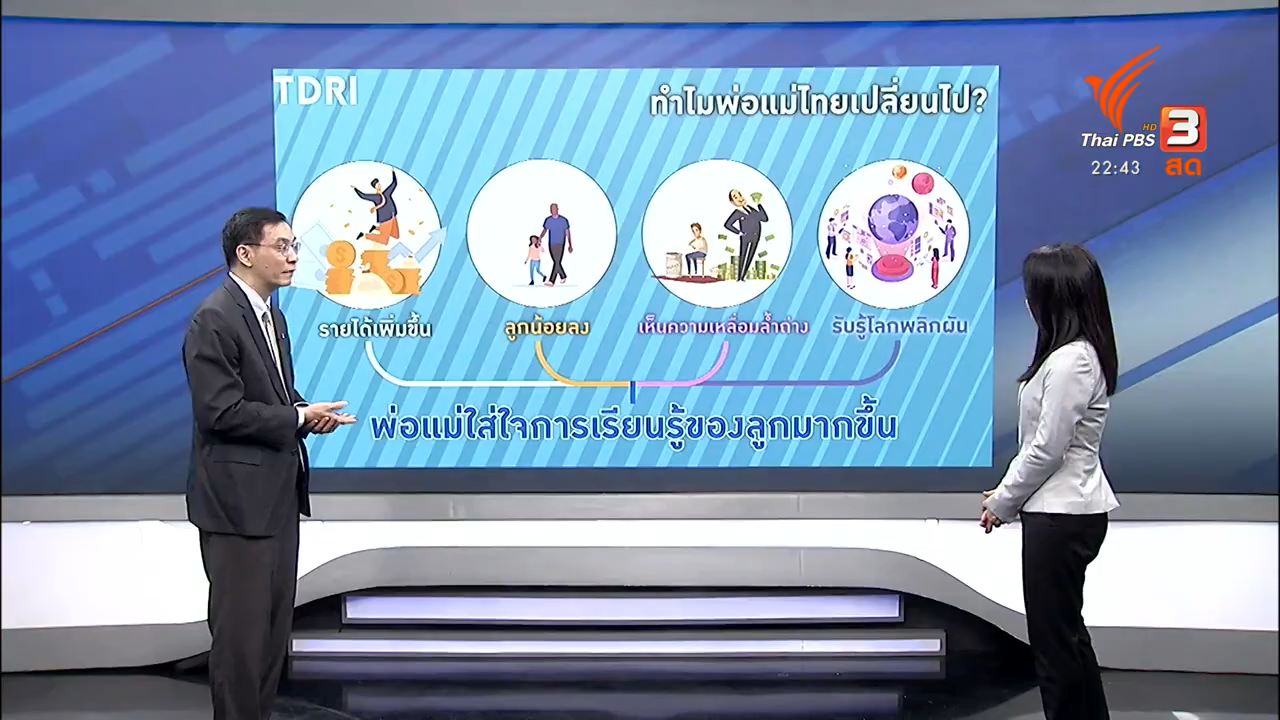 TDRI
ทำไมพ่อแม่ไทยเปลี่ยนไป?
Thai PBS HD 3
22:43 สด
รายได้เพิ่มขึ้น
ลูกน้อยลง
เห็นความเหลื่อมล้ำถ่าง
รับรู้โลกพลิกผัน
พ่อแม่ใส่ใจการเรียนรู้ของลูกมากขึ้น